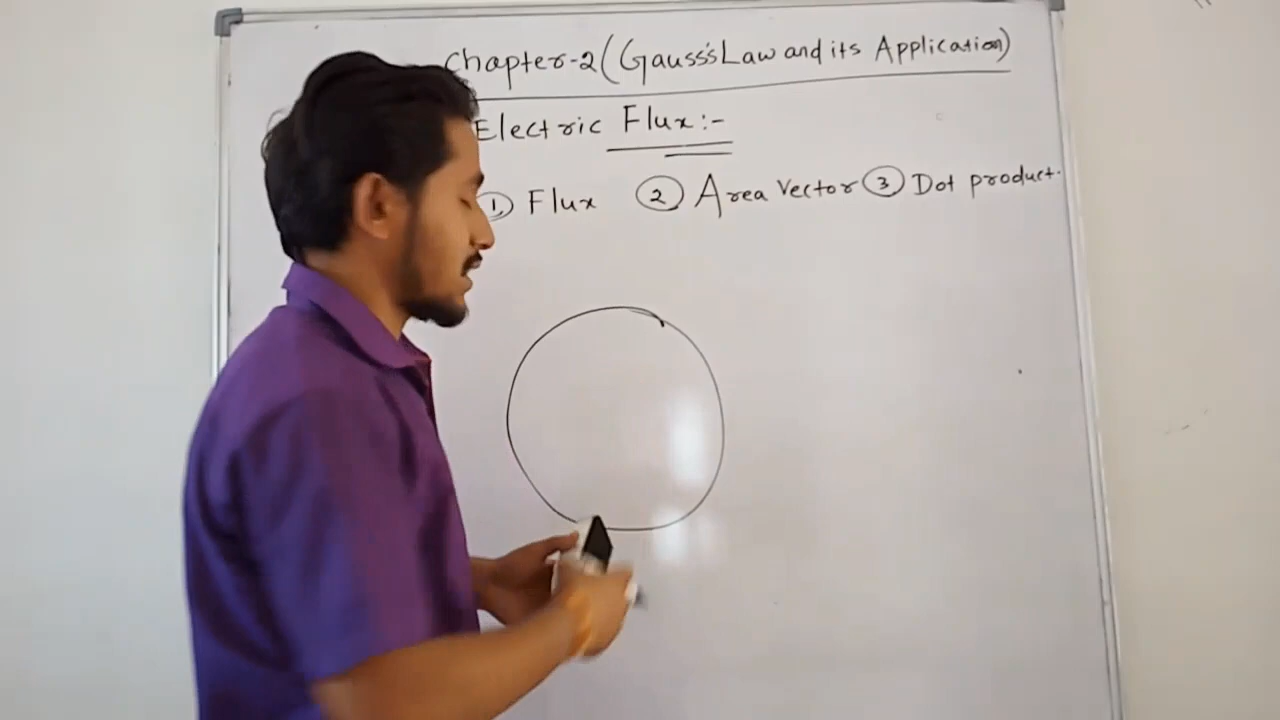 Chapter-2 (Gauss's Law and its Application)
Electric Flux:-
① Flux ② Area Vector ③ Dot product.